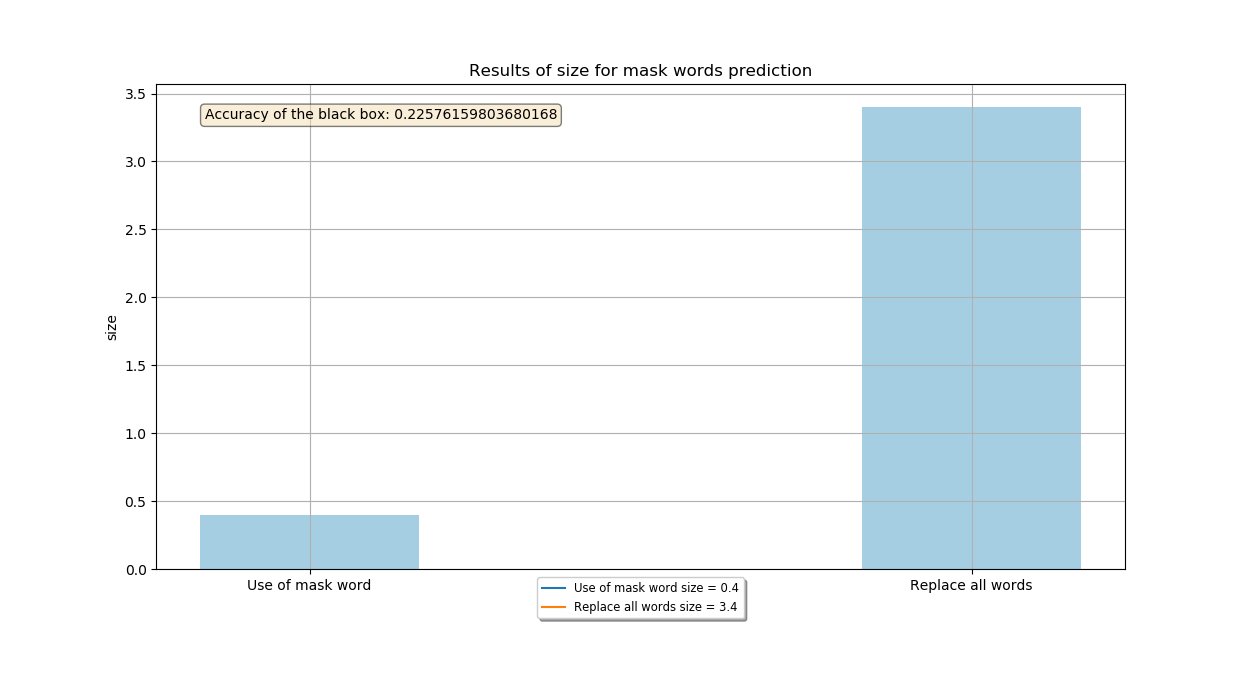 Results of size for mask words prediction
Accuracy of the black box: 0.22576159803680168
3.5
3.0
2.5
2.0
1.5
1.0
0.5
0.0
size
Use of mask word
Replace all words
Use of mask word size = 0.4
Replace all words size = 3.4